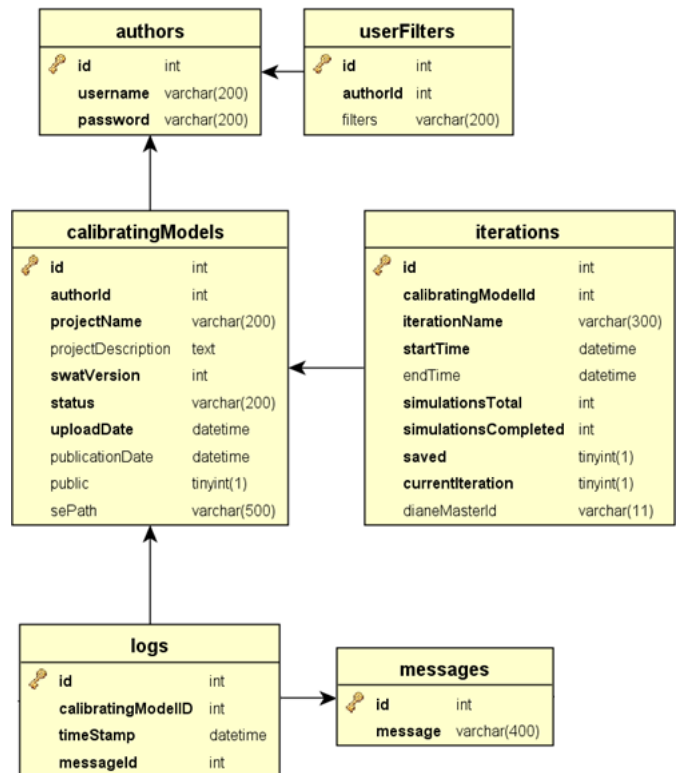 authors
id int
username varchar(200)
password varchar(200)
userFilters
id int
authorId int
filters varchar(200)
calibratingModels
id int
authorId int
projectName varchar(200)
projectDescription text
swatVersion int
status varchar(200)
uploadDate datetime
publicationDate datetime
public tinyint(1)
sePath varchar(500)
iterations
id int
calibratingModelId int
iterationName varchar(300)
startTime datetime
endTime datetime
simulationsTotal int
simulationsCompleted int
saved tinyint(1)
currentIteration tinyint(1)
dianeMasterId varchar(11)
logs
id int
calibratingModelID int
timeStamp datetime
messageId int
messages
id int
message varchar(400)